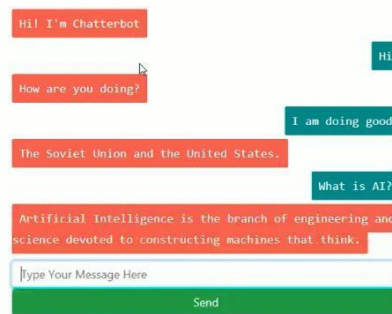 Hi! I'm Chatterbot
Hi
How are you doing?
I am doing good
The Soviet Union and the United States.
What is AI?
Artificial Intelligence is the branch of engineering and
science devoted to constructing machines that think.
Type Your Message Here
Send